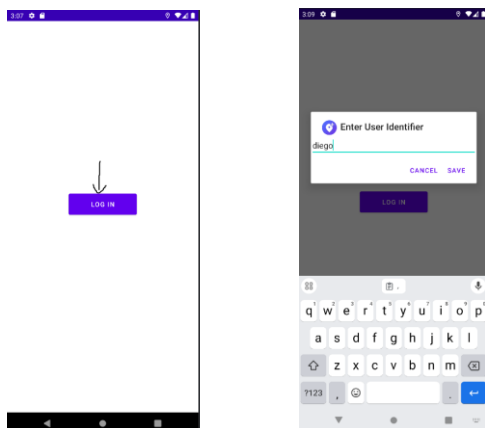 3:07
LOG IN
3:09
Enter User Identifier
diego
CANCEL SAVE
LOG IN
q w e r t y u i o p
a s d f g h j k l
z x c v b n m
?123 , .